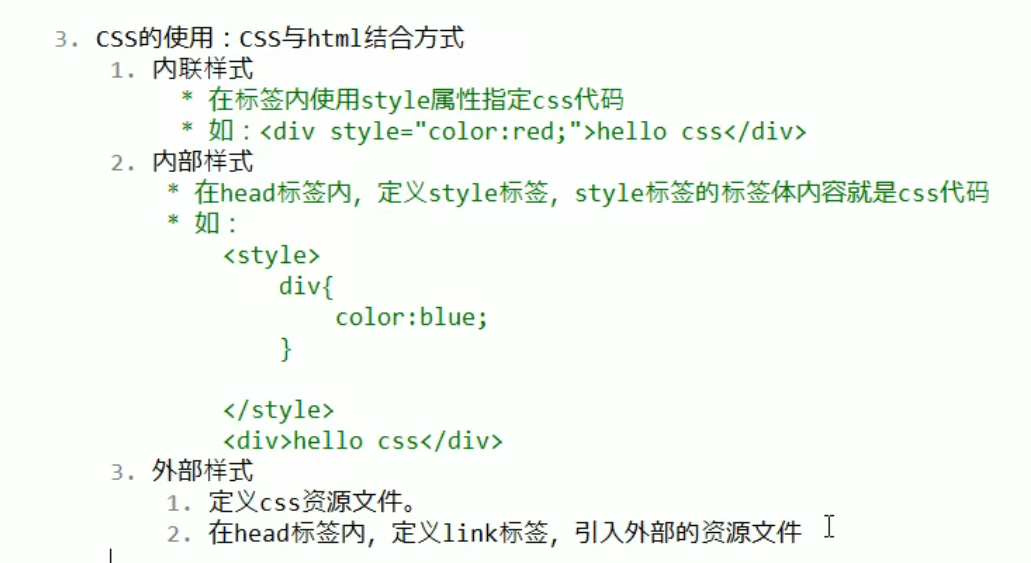 3. CSS的使用：CSS与html结合方式
1. 内联样式
* 在标签内使用style属性指定css代码
* 如：<div style="color:red;">hello css</div>
2. 内部样式
* 在head标签内，定义style标签，style标签的标签体内容就是css代码
* 如：
<style>
div{
color:blue;
}
</style>
<div>hello css</div>
3. 外部样式
1. 定义css资源文件。
2. 在head标签内，定义link标签，引入外部的资源文件